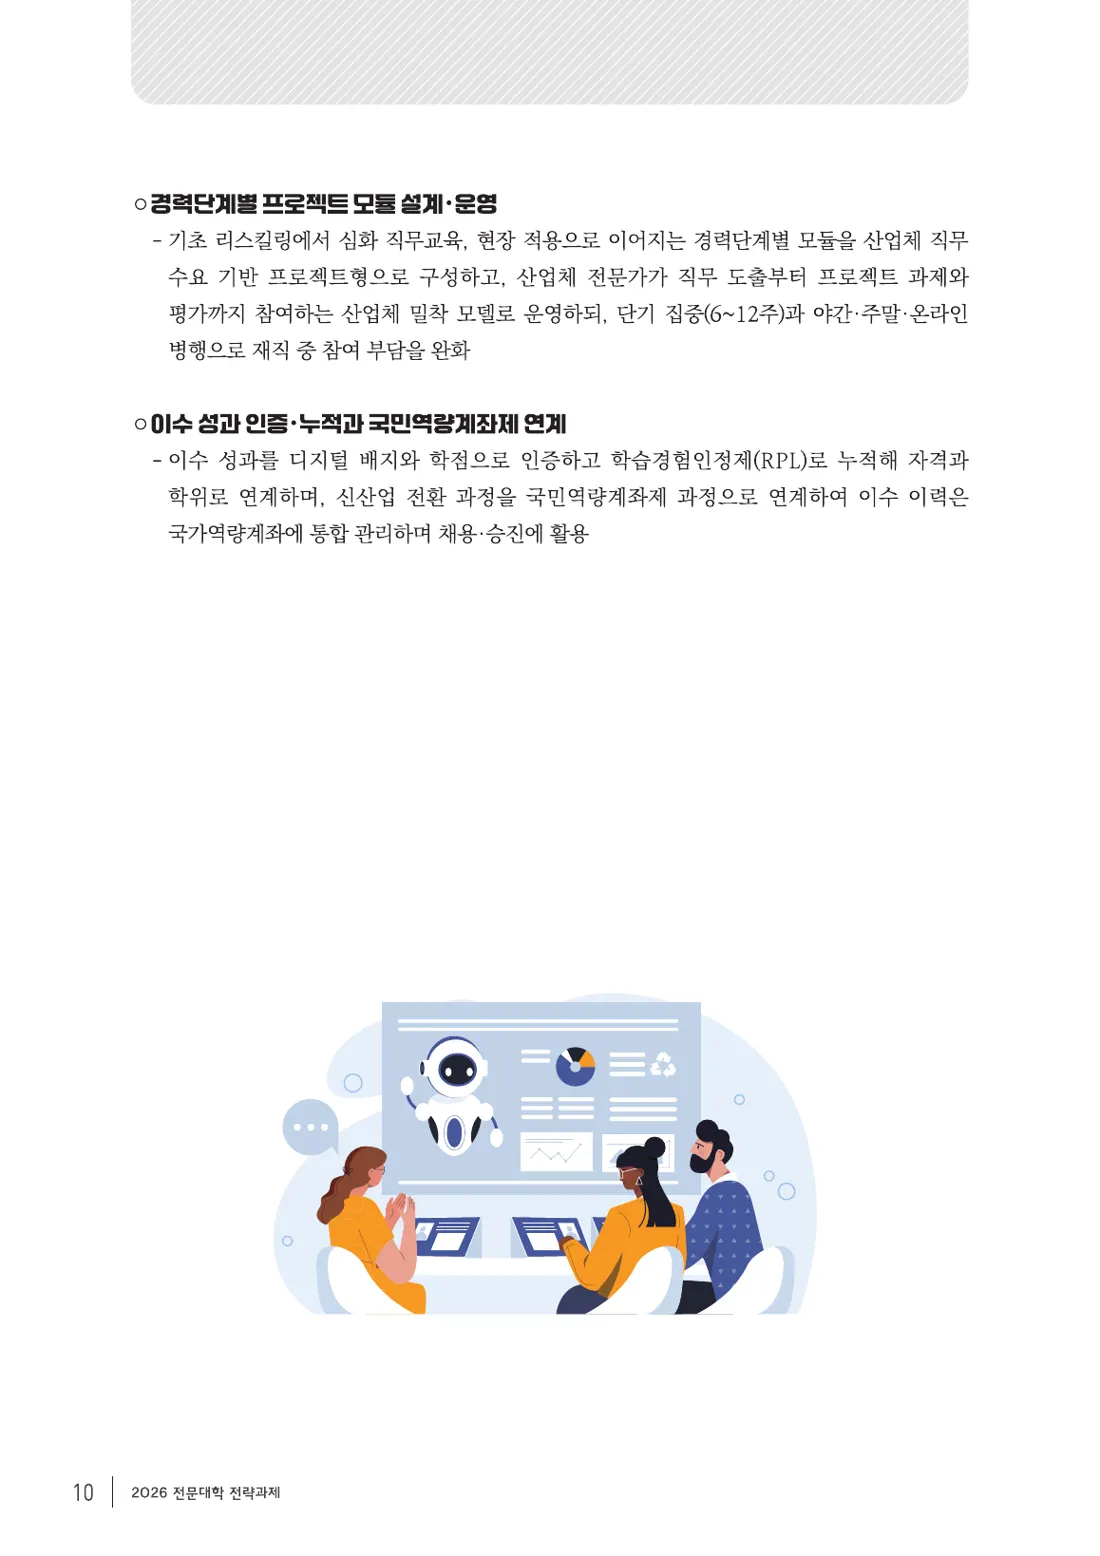 ○ 경력단계별 프로젝트 모듈 설계·운영
- 기초 리스킬링에서 심화 직무교육, 현장 적용으로 이어지는 경력단계별 모듈을 산업체 직무
수요 기반 프로젝트형으로 구성하고, 산업체 전문가가 직무 도출부터 프로젝트 과제와
평가까지 참여하는 산업체 밀착 모델로 운영하되, 단기 집중(6~12주)과 야간·주말·온라인
병행으로 재직 중 참여 부담을 완화
○ 이수 성과 인증·누적과 국민역량계좌제 연계
- 이수 성과를 디지털 배지와 학점으로 인증하고 학습경험인정제(RPL)로 누적해 자격과
학위로 연계하며, 신산업 전환 과정을 국민역량계좌제 과정으로 연계하여 이수 이력은
국가역량계좌에 통합 관리하며 채용·승진에 활용
10
2026 전문대학 전략과제